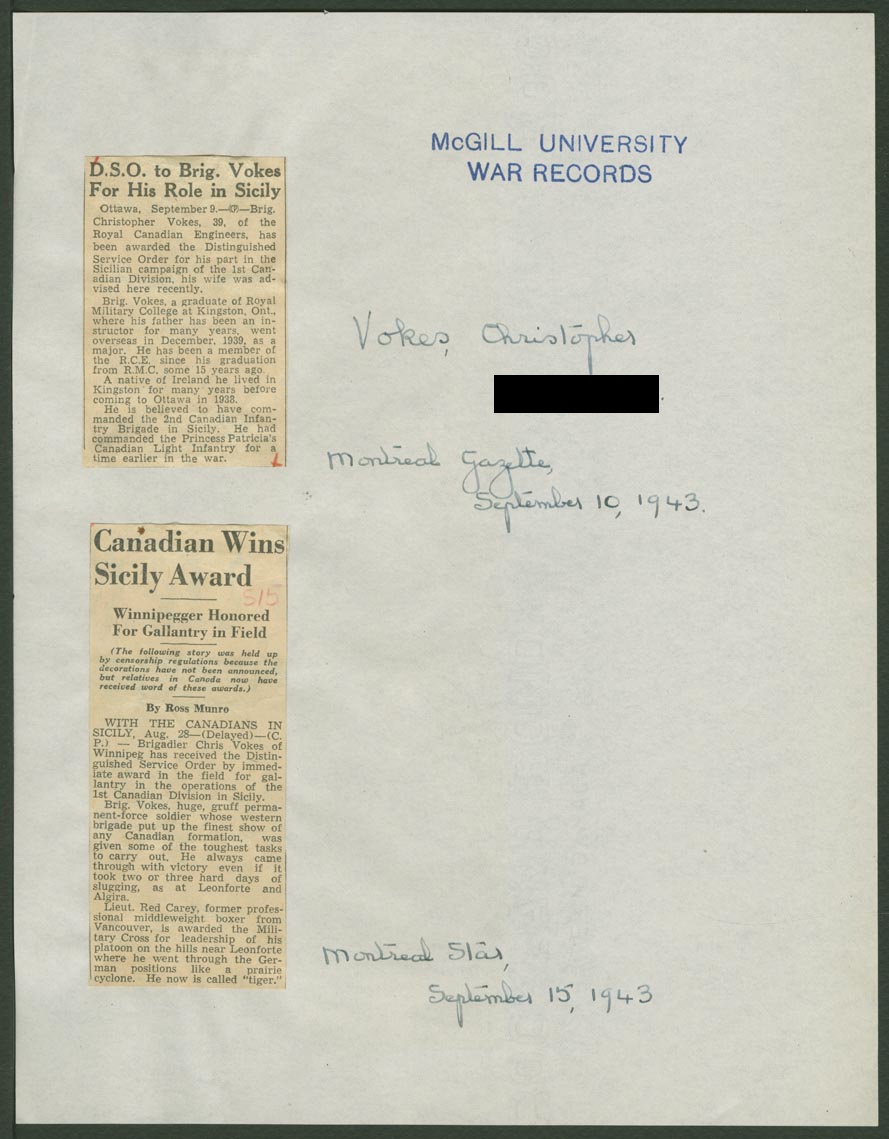 McGILL UNIVERSITY
WAR RECORDS
D.S.O. to Brig. Vokes
For His Role in Sicily
Ottawa, September 9.—(CP)—Brig.
Christopher Vokes, 39, of the
Royal Canadian Engineers, has
been awarded the Distinguished
Service Order for his part in the
Sicilian campaign of the 1st Can-
adian Division, his wife was ad-
vised here recently.
Brig. Vokes, a graduate of Royal
Military College at Kingston, Ont.,
where his father has been an in-
structor for many years, went
overseas in December, 1939, as a
major. He has been a member of
the R.C.E. since his graduation
from R.M.C. some 15 years ago.
A native of Ireland he lived in
Kingston for many years before
coming to Ottawa in 1938.
He is believed to have com-
manded the 2nd Canadian Infan-
try Brigade in Sicily. He had
commanded the Princess Patricia's
Canadian Light Infantry for a
time earlier in the war.
Vokes, Christopher
Montreal Gazette,
September 10, 1943.
Canadian Wins
Sicily Award
S15
Winnipegger Honored
For Gallantry in Field
(The following story was held up
by censorship regulations because the
decorations have not been announced,
but relatives in Canada now have
received word of these awards.)
By Ross Munro
WITH THE CANADIANS IN
SICILY, Aug. 28—(Delayed)—(C.
P.) — Brigadier Chris Vokes of
Winnipeg has received the Distin-
guished Service Order by immed-
iate award in the field for gal-
lantry in the operations of the
1st Canadian Division in Sicily.
Brig. Vokes, huge, gruff perma-
nent-force soldier whose western
brigade put up the finest show of
any Canadian formation, was
given some of the toughest tasks
to carry out. He always came
through with victory even if it
took two or three hard days of
slugging, as at Leonforte and
Algira.
Lieut. Red Carey, former profes-
sional middleweight boxer from
Vancouver, is awarded the Mili-
tary Cross for leadership of his
platoon on the hills near Leonforte
where he went through the Ger-
man positions like a prairie
cyclone. He now is called "tiger."
Montreal Star,
September 15, 1943